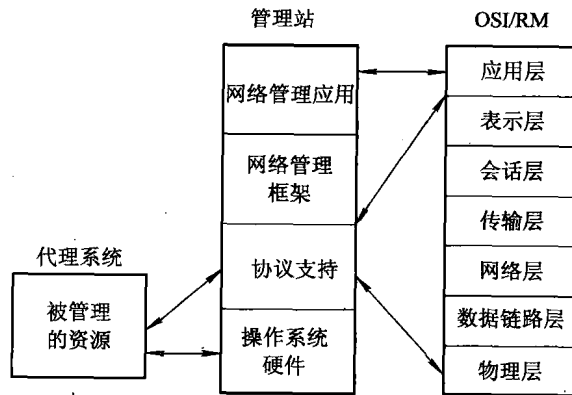 管理站
OSI/RM
网络管理应用
网络管理
框架
协议支持
操作系统
硬件
代理系统
被管理
的资源
应用层
表示层
会话层
传输层
网络层
数据链路层
物理层